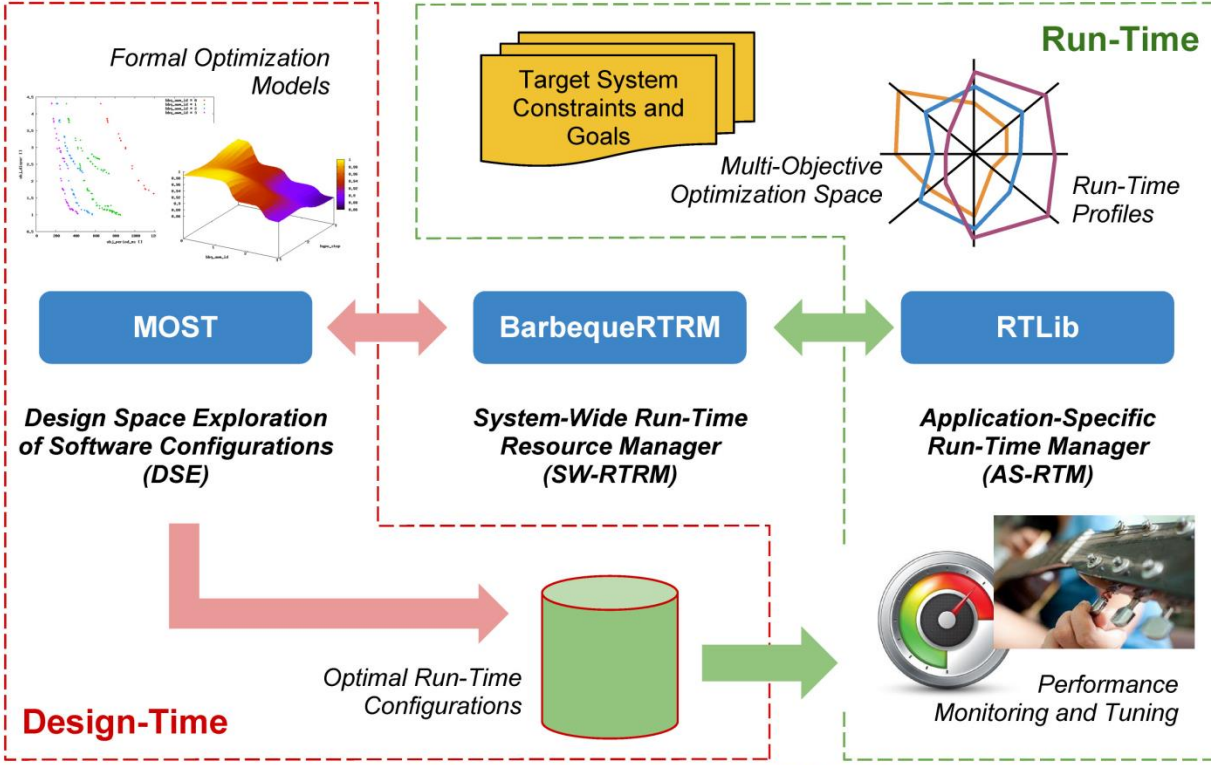 Formal Optimization
Models
Run-Time
Target System
Constraints and
Goals
Multi-Objective
Optimization Space
Run-Time
Profiles
MOST
BarbequeRTRM
RTLib
Design Space Exploration
of Software Configurations
(DSE)
System-Wide Run-Time
Resource Manager
(SW-RTRM)
Application-Specific
Run-Time Manager
(AS-RTM)
Optimal Run-Time
Configurations
Design-Time
Performance
Monitoring and Tuning